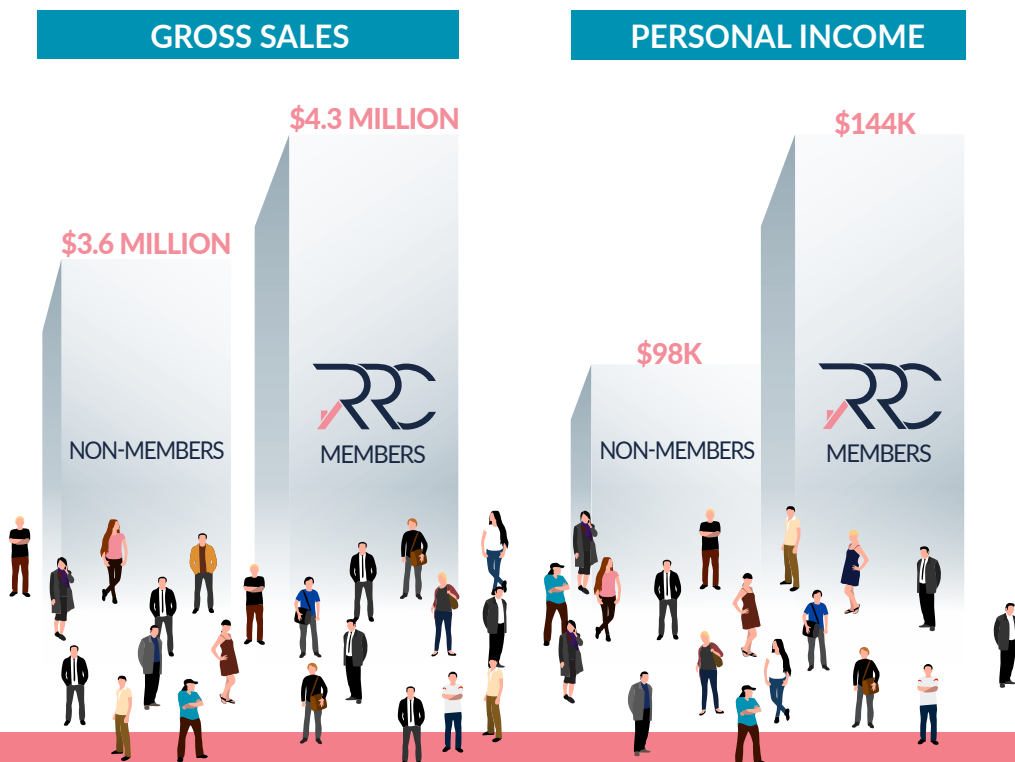 GROSS SALES
$4.3 MILLION
$3.6 MILLION
RRC
NON-MEMBERS
MEMBERS
PERSONAL INCOME
$144K
$98K
RRC
NON-MEMBERS
MEMBERS